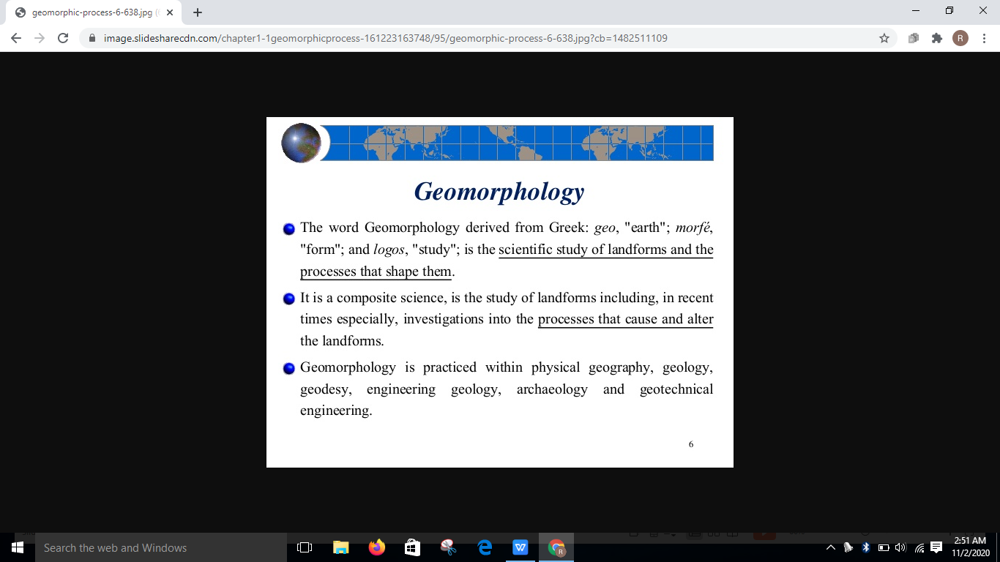 geomorphic-process-6-638.jpg (
image.slidesharecdn.com/chapter1-1geomorphicprocess-161223163748/95/geomorphic-process-6-638.jpg?cb=1482511109
R
Geomorphology
The word Geomorphology derived from Greek: geo, "earth"; morfé,
"form"; and logos, "study"; is the scientific study of landforms and the
processes that shape them.
It is a composite science, is the study of landforms including, in recent
times especially, investigations into the processes that cause and alter
the landforms.
Geomorphology is practiced within physical geography, geology,
geodesy, engineering geology, archaeology and geotechnical
engineering.
6
Search the web and Windows
R
2:51 AM
11/2/2020